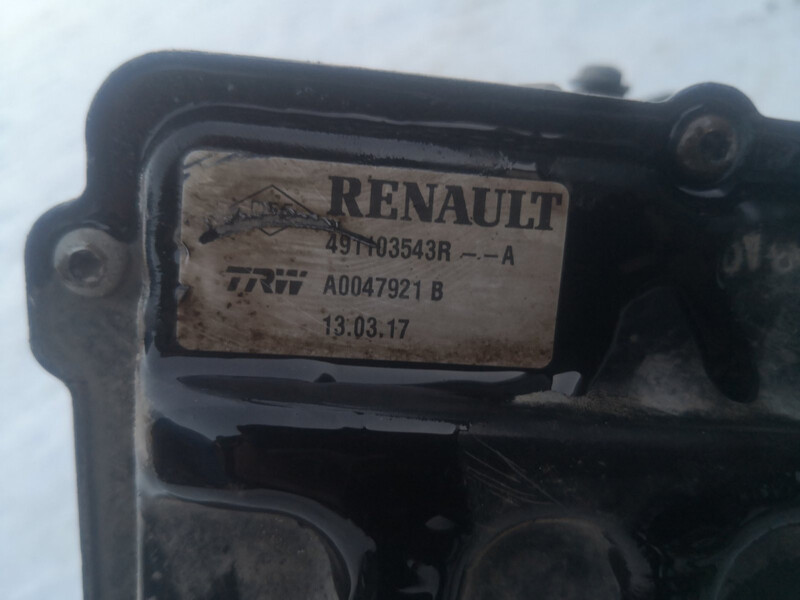 RENAULT
491103543R -- A
TRW A0047921 B
13.03.17